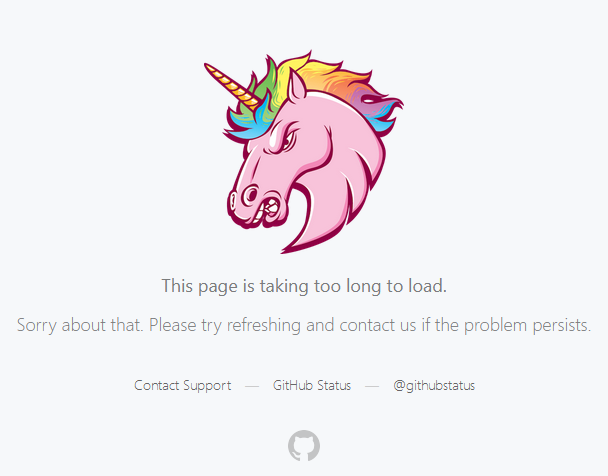 This page is taking too long to load.
Sorry about that. Please try refreshing and contact us if the problem persists.
Contact Support — GitHub Status — @githubstatus